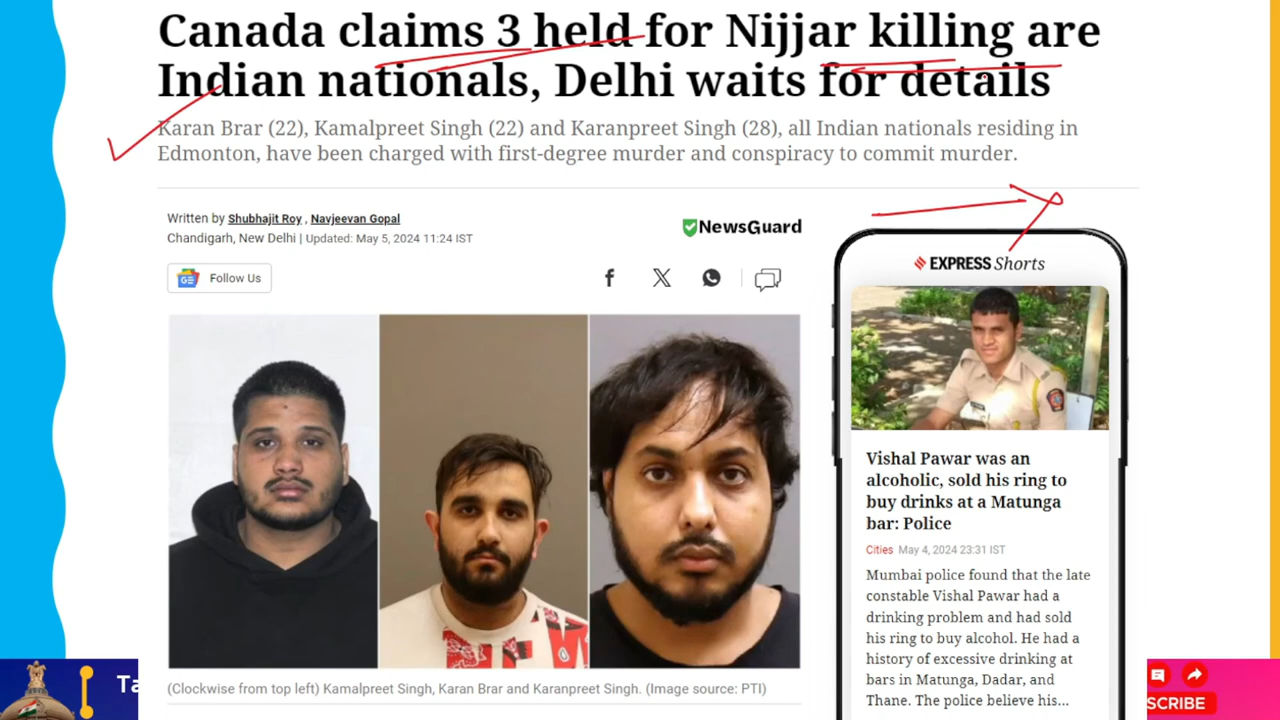 Canada claims 3 held for Nijjar killing are
Indian nationals, Delhi waits for details
Karan Brar (22), Kamalpreet Singh (22) and Karanpreet Singh (28), all Indian nationals residing in
Edmonton, have been charged with first-degree murder and conspiracy to commit murder.
Written by Shubhajit Roy , Navjeevan Gopal
Chandigarh, New Delhi | Updated: May 5, 2024 11:24 IST
NewsGuard
GE
Follow Us
(Clockwise from top left) Kamalpreet Singh, Karan Brar and Karanpreet Singh. (Image source: PTI)
EXPRESS Shorts
Vishal Pawar was an
alcoholic, sold his ring to
buy drinks at a Matunga
bar: Police
Cities May 4, 2024 23:31 IST
Mumbai police found that the late
constable Vishal Pawar had a
drinking problem and had sold
his ring to buy alcohol. He had a
history of excessive drinking at
bars in Matunga, Dadar, and
Thane. The police believe his...
Ta
SCRIBE